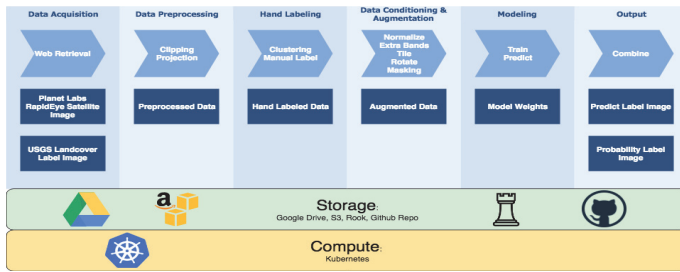 Data Acquisition
Data Preprocessing
Hand Labeling
Data Conditioning &
Augmentation
Modeling
Output
Web Retrieval
Clipping
Projection
Clustering
Manual Label
Normalize
Extra Bands
Tile
Rotate
Masking
Train
Predict
Combine
Planet Labs
RapidEye Satellite
Image
Preprocessed Data
Hand Labeled Data
Augmented Data
Model Weights
Predict Label Image
USGS Landcover
Label Image
Probability Label
Image
a
Storage:
Google Drive, S3, Rook, Github Repo
Compute:
Kubernetes